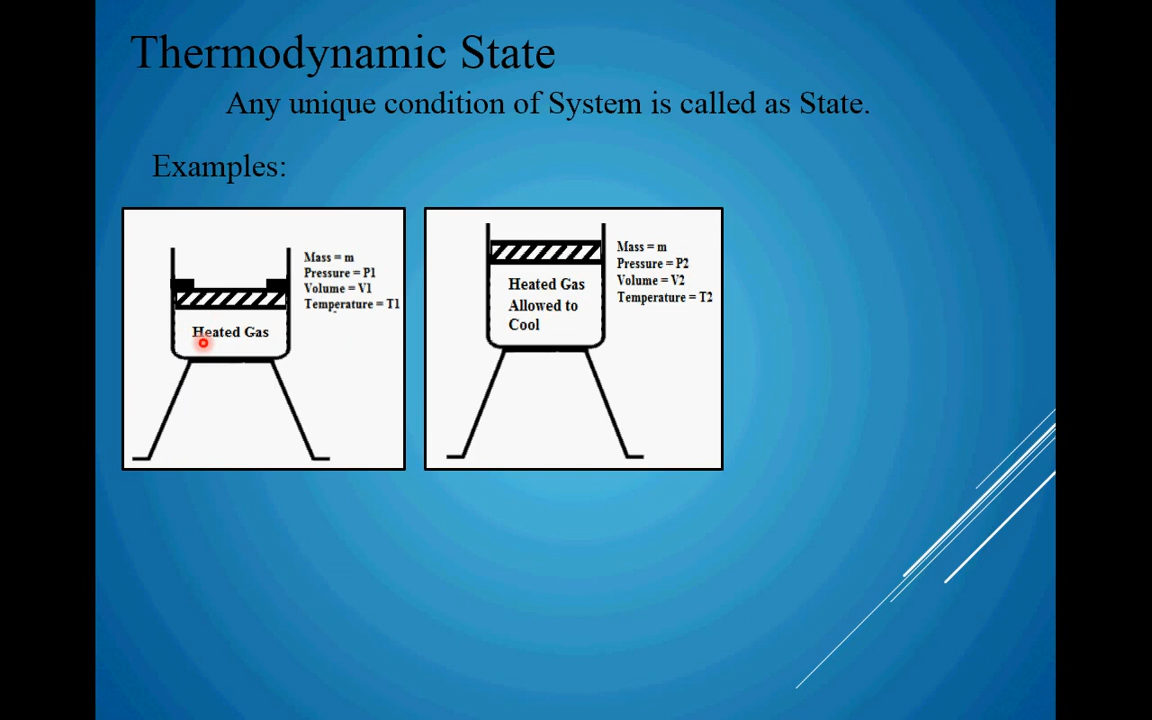 Thermodynamic State
Any unique condition of System is called as State.
Examples:
Mass = m
Pressure = P1
Volume = V1
Temperature = T1
Heated Gas
Mass = m
Pressure = P2
Volume = V2
Temperature = T2
Heated Gas
Allowed to
Cool